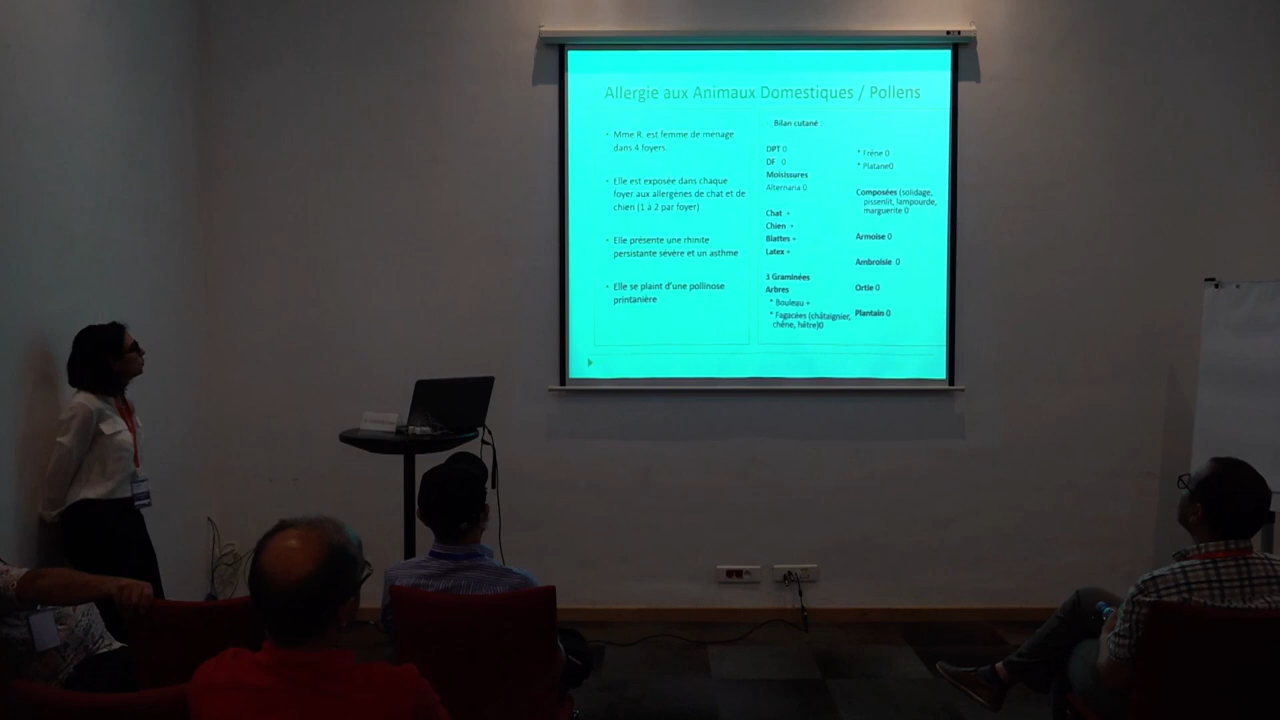 Allergie aux Animaux Domestiques / Pollens
• Mme R. est femme de ménage
dans 4 foyers.
• Elle est exposée dans chaque
foyer aux allergènes de chat et de
chien (1 à 2 par foyer)
• Elle présente une rhinite
persistante sévère et un asthme
• Elle se plaint d'une pollinose
printanière
Bilan cutané :
DPT 0
DF : 0
Moisissures
Alternaria 0
Chat +
Chien +
Blattes +
Latex +
3 Graminées
Arbres
* Bouleau +
* Fagacées (châtaignier,
chêne, hêtre)0
* Frêne 0
* Platane0
Composées (solidage,
pissenlit, lampourde,
marguerite 0
Armoise 0
Ambroisie 0
Ortie 0
Plantain 0